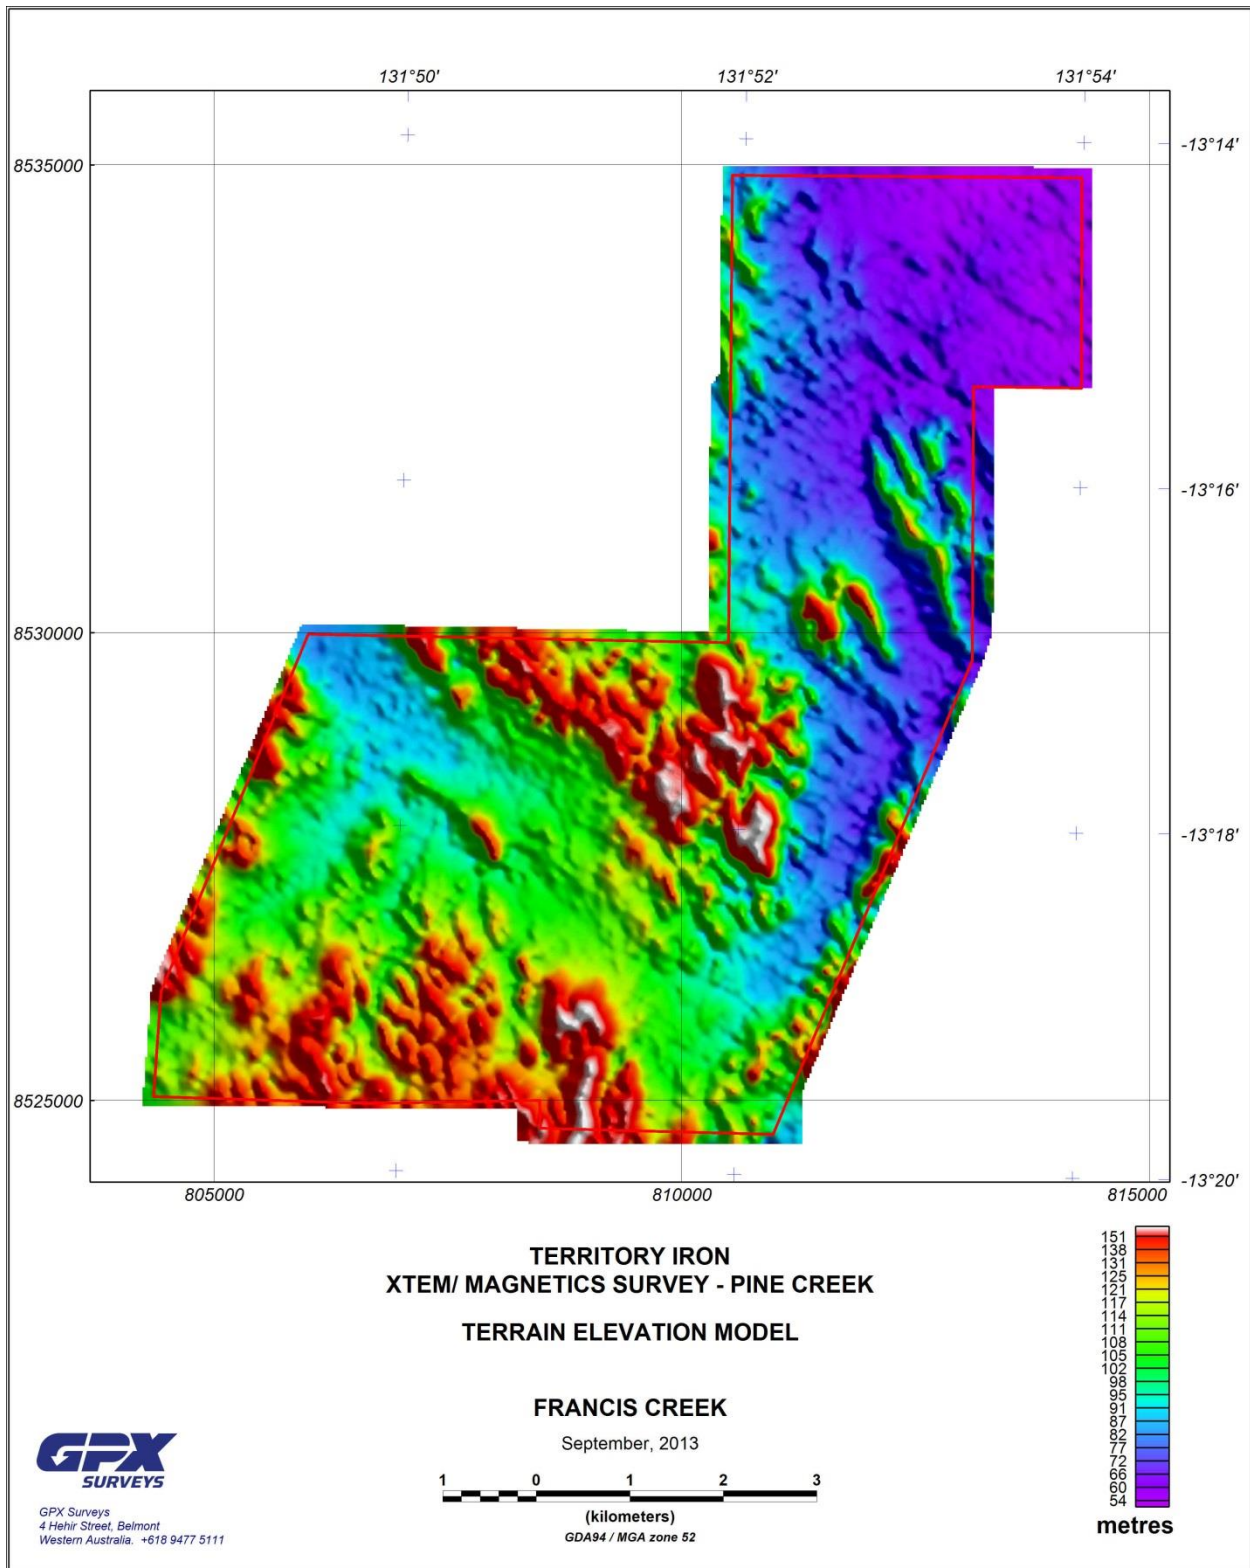 131°50'
131°52'
131°54'
8535000
-13°14'
-13°16'
8530000
-13°18'
8525000
-13°20'
805000
810000
815000
TERRITORY IRON
XTEM/ MAGNETICS SURVEY - PINE CREEK
TERRAIN ELEVATION MODEL
FRANCIS CREEK
September, 2013
1 0 1 2 3
(kilometers)
GDA94 / MGA zone 52
151
138
131
125
121
117
114
111
108
105
102
98
95
91
87
82
77
72
66
60
54
metres
GPX
SURVEYS
GPX Surveys
4 Hehir Street, Belmont
Western Australia. +618 9477 5111